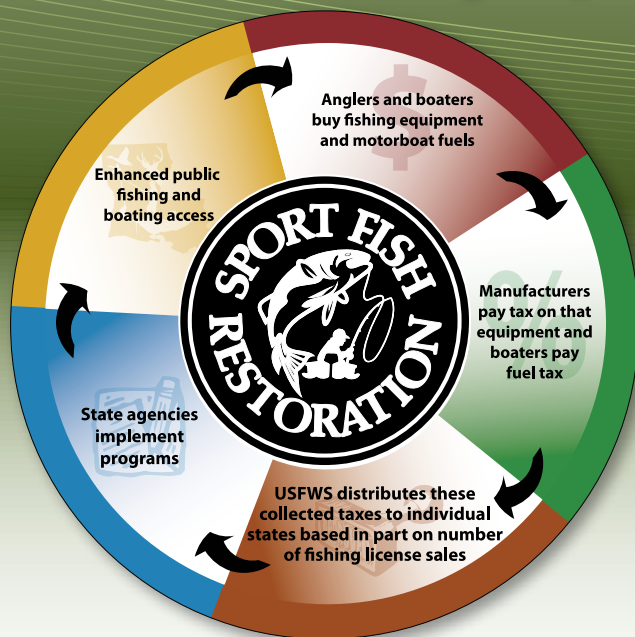 Anglers and boaters
buy fishing equipment
and motorboat fuels
Manufacturers
pay tax on that
equipment and
boaters pay
fuel tax
USFWS distributes these
collected taxes to individual
states based in part on number
of fishing license sales
State agencies
implement
programs
Enhanced public
fishing and
boating access
SPORT FISH
RESTORATION
$
%